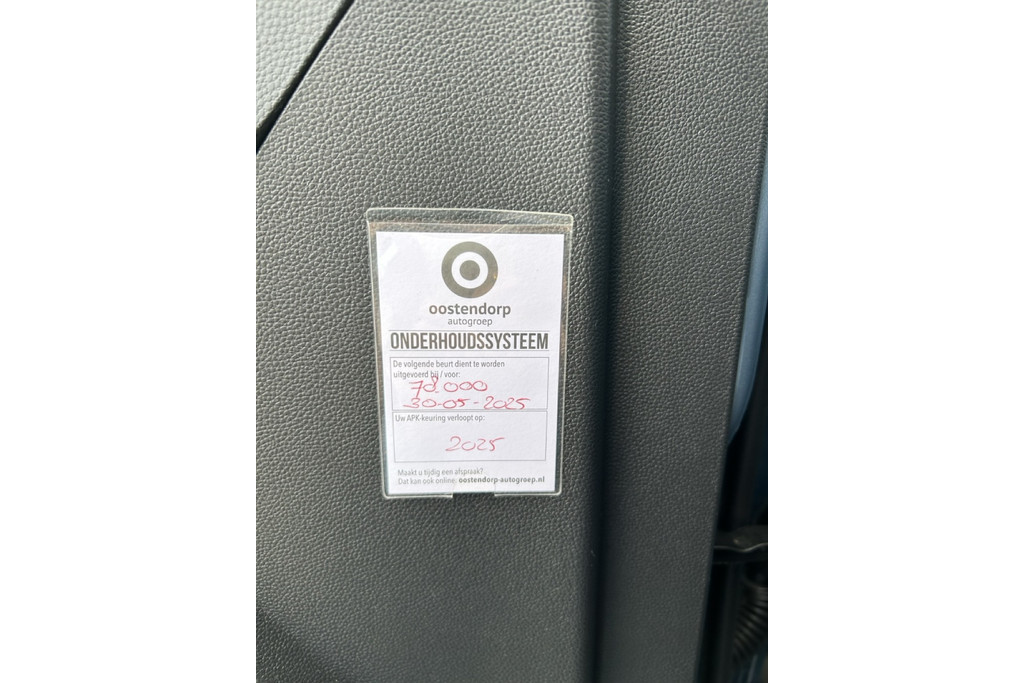 oostendorp
autogroep
ONDERHOUDSSYSTEEM
De volgende beurt dient te worden
uitgevoerd bij / voor:
78.000
30-05-2025
Uw APK-keuring verloopt op:
2025
Maakt u tijdig een afspraak?
Dat kan ook online: oostendorp-autogroep.nl